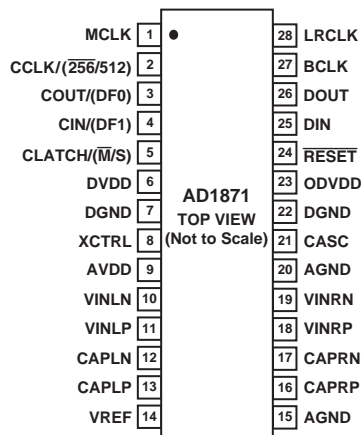 MCLK 1 28 LRCLK
CCLK/(2̅5̅6̅/512) 2 27 BCLK
COUT/(DF0) 3 26 DOUT
CIN/(DF1) 4 25 DIN
CLATCH/(M̅/S) 5 24 R̅E̅S̅E̅T̅
DVDD 6 23 ODVDD
AD1871
DGND 7 22 DGND
TOP VIEW
XCTRL 8 (Not to Scale) 21 CASC
AVDD 9 20 AGND
VINLN 10 19 VINRN
VINLP 11 18 VINRP
CAPLN 12 17 CAPRN
CAPLP 13 16 CAPRP
VREF 14 15 AGND